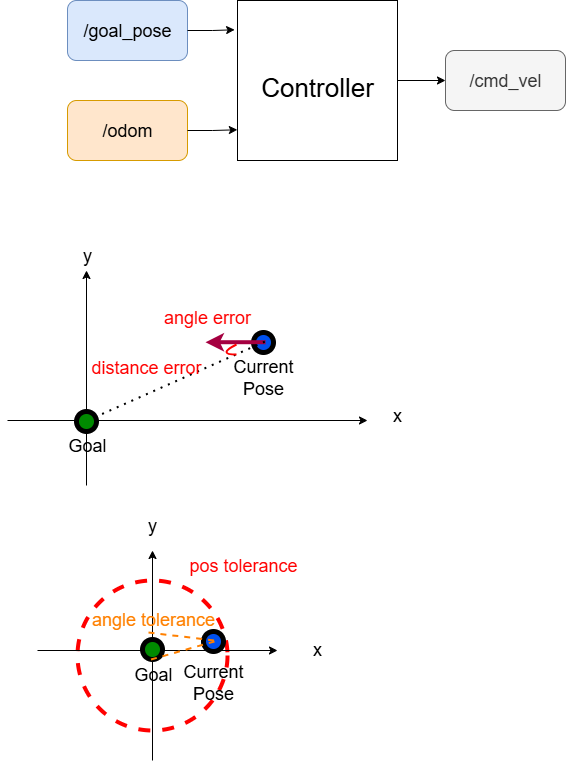 /goal_pose
/odom
Controller
/cmd_vel
y
angle error
distance error
Current
Pose
x
Goal
y
pos tolerance
angle tolerance
x
Goal
Current
Pose